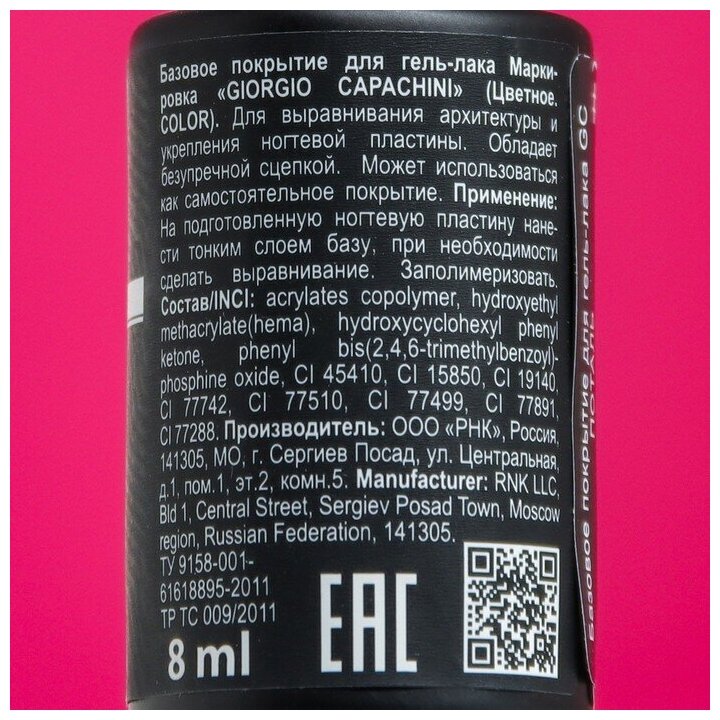 Базовое покрытие для гель-лака Марки-
ровка «GIORGIO CAPACHINI» (Цветное.
COLOR). Для выравнивания архитектуры и
укрепления ногтевой пластины. Обладает
безупречной сцепкой. Может использоваться
как самостоятельное покрытие. Применение:
На подготовленную ногтевую пластину нане-
сти тонким слоем базу, при необходимости
сделать выравнивание. Заполимеризовать.
Состав/INCI: acrylates copolymer, hydroxyethyl
methacrylate(hema), hydroxycyclohexyl phenyl
ketone, phenyl bis(2,4,6-trimethylbenzoyl)-
phosphine oxide, CI 45410, CI 15850, CI 19140,
CI 77742, CI 77510, CI 77499, CI 77891,
CI 77288. Производитель: ООО «РНК», Россия,
141305, МО, г. Сергиев Посад, ул. Центральная,
д.1, пом.1, эт.2, комн.5. Manufacturer: RNK LLC,
Bld 1, Central Street, Sergiev Posad Town, Moscow
region, Russian Federation, 141305.
ТУ 9158-001-
61618895-2011
ТР ТС 009/2011
8 ml
EAC
Базовое покрытие для гель-лака GC
ПОТАЛЬ